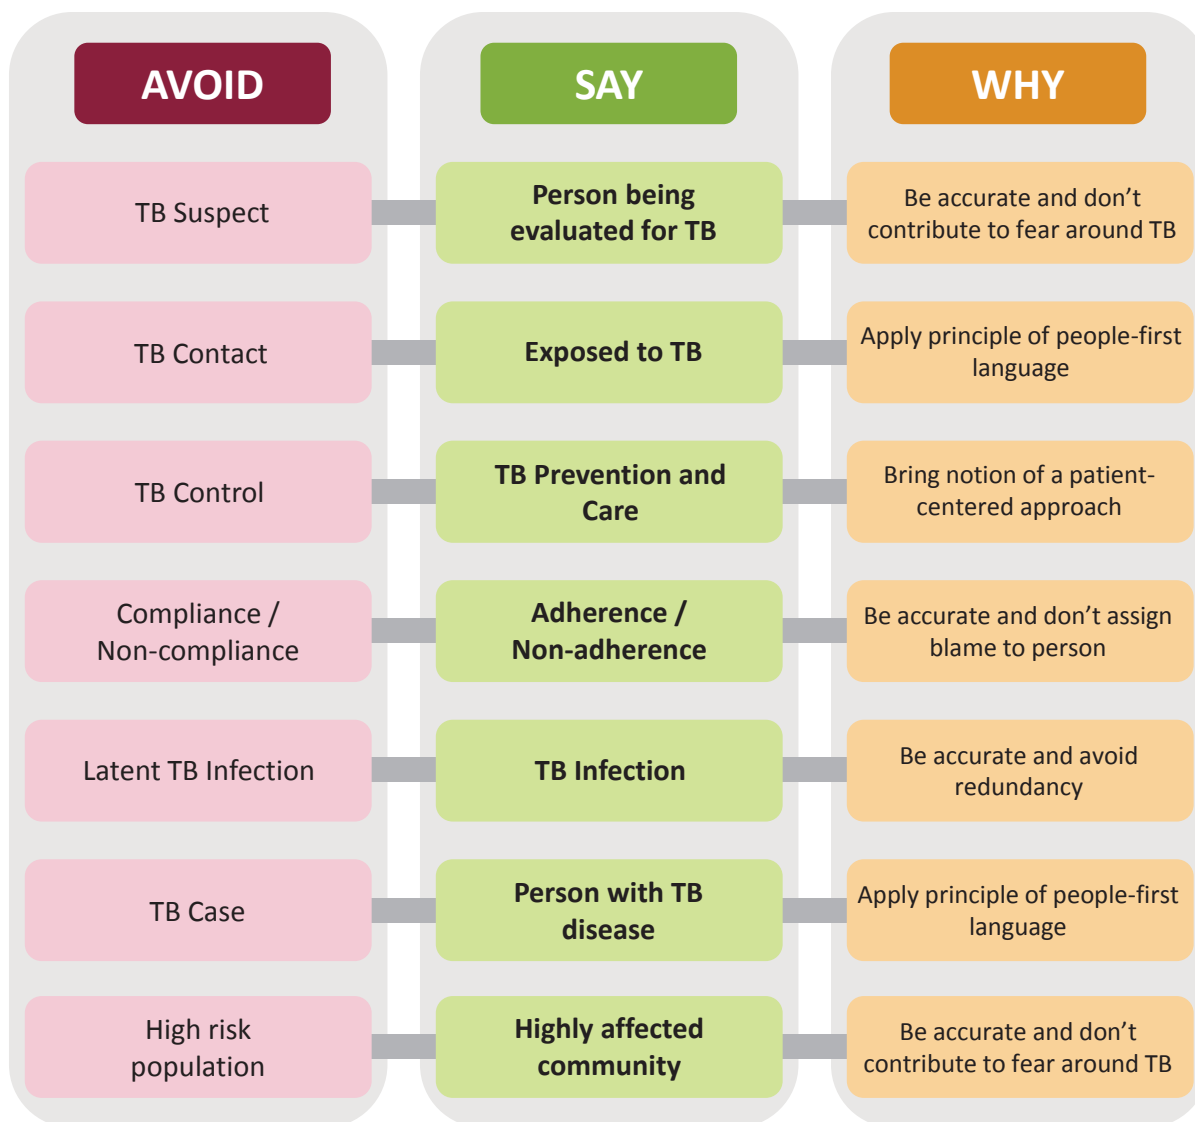 AVOID
SAY
WHY
TB Suspect
Person being
evaluated for TB
Be accurate and don’t
contribute to fear around TB
TB Contact
Exposed to TB
Apply principle of people-first
language
TB Control
TB Prevention and
Care
Bring notion of a patient-
centered approach
Compliance /
Non-compliance
Adherence /
Non-adherence
Be accurate and don’t assign
blame to person
Latent TB Infection
TB Infection
Be accurate and avoid
redundancy
TB Case
Person with TB
disease
Apply principle of people-first
language
High risk
population
Highly affected
community
Be accurate and don’t
contribute to fear around TB